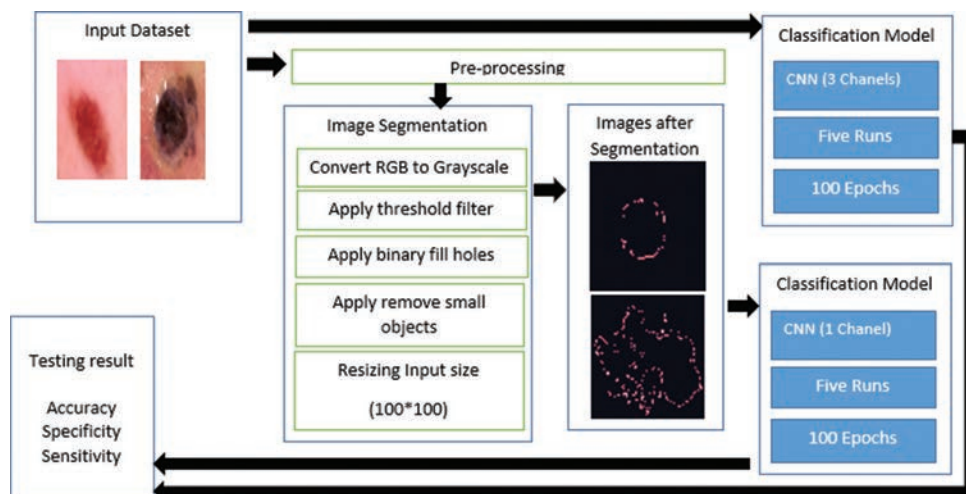 Input Dataset
Pre-processing
Image Segmentation
Convert RGB to Grayscale
Apply threshold filter
Apply binary fill holes
Apply remove small
objects
Resizing Input size
(100*100)
Images after
Segmentation
Classification Model
CNN (3 Chanels)
Five Runs
100 Epochs
Classification Model
CNN (1 Chanel)
Five Runs
100 Epochs
Testing result
Accuracy
Specificity
Sensitivity